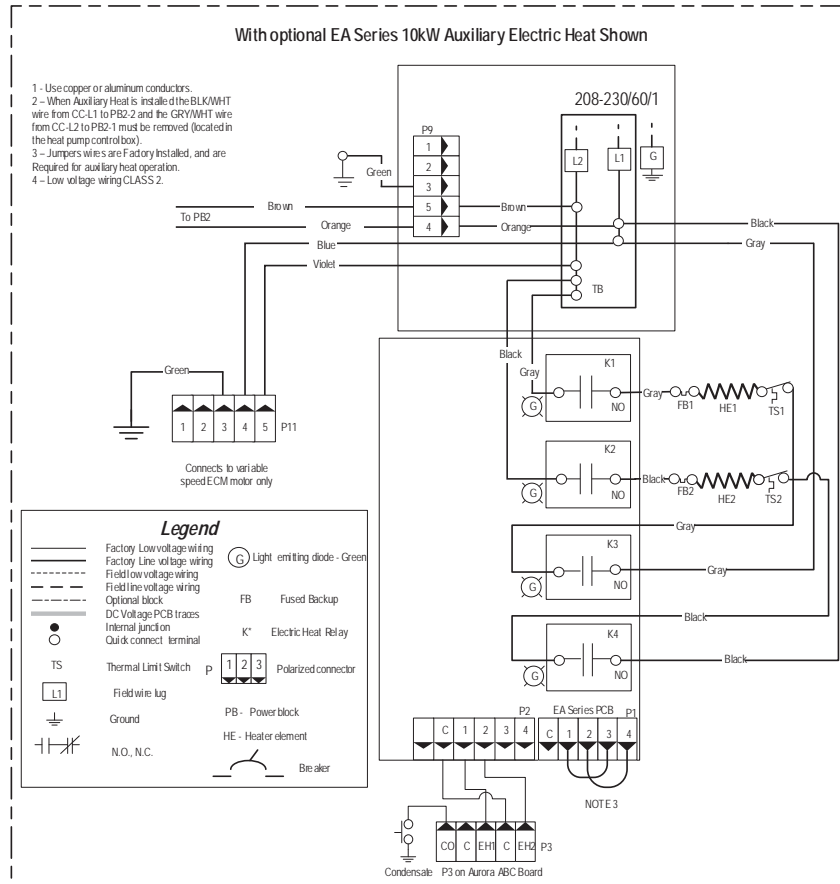 With optional EA Series 10kW Auxiliary Electric Heat Shown
1 - Use copper or aluminum conductors.
2 – When Auxiliary Heat is installed the BLK/WHT
wire from CC-L1 to PB2-2 and the GRY/WHT wire
from CC-L2 to PB2-1 must be removed (located in
the heat pump control box).
3 – Jumpers wires are Factory Installed, and are
Required for auxiliary heat operation.
4 – Low voltage wiring CLASS 2.
208-230/60/1
P9
1
2
3
5
4
Green
L2
L1
G
Brown
Brown
To PB2
Orange
Orange
Black
Blue
Gray
Violet
TB
Black
Gray
Green
1
2
3
4
5
P11
Connects to variable
speed ECM motor only
K1
G
NO
Gray
FB1
HE1
TS1
K2
G
NO
Black
FB2
HE2
TS2
Gray
K3
G
NO
Gray
Black
K4
G
NO
Black
Legend
Factory Low voltage wiring
Factory Line voltage wiring
Field low voltage wiring
Field line voltage wiring
Optional block
DC Voltage PCB traces
Internal junction
Quick connect terminal
TS
Thermal Limit Switch
L1
Field wire lug
Ground
N.O., N.C.
G
Light emitting diode - Green
FB
Fused Backup
K*
Electric Heat Relay
P
1
2
3
Polarized connector
PB - Power block
HE - Heater element
Breaker
P2
C
1
2
3
4
EA Series PCB
P1
C
1
2
3
4
NOTE 3
CO
C
EH1
C
EH2
P3
Condensate
P3 on Aurora ABC Board